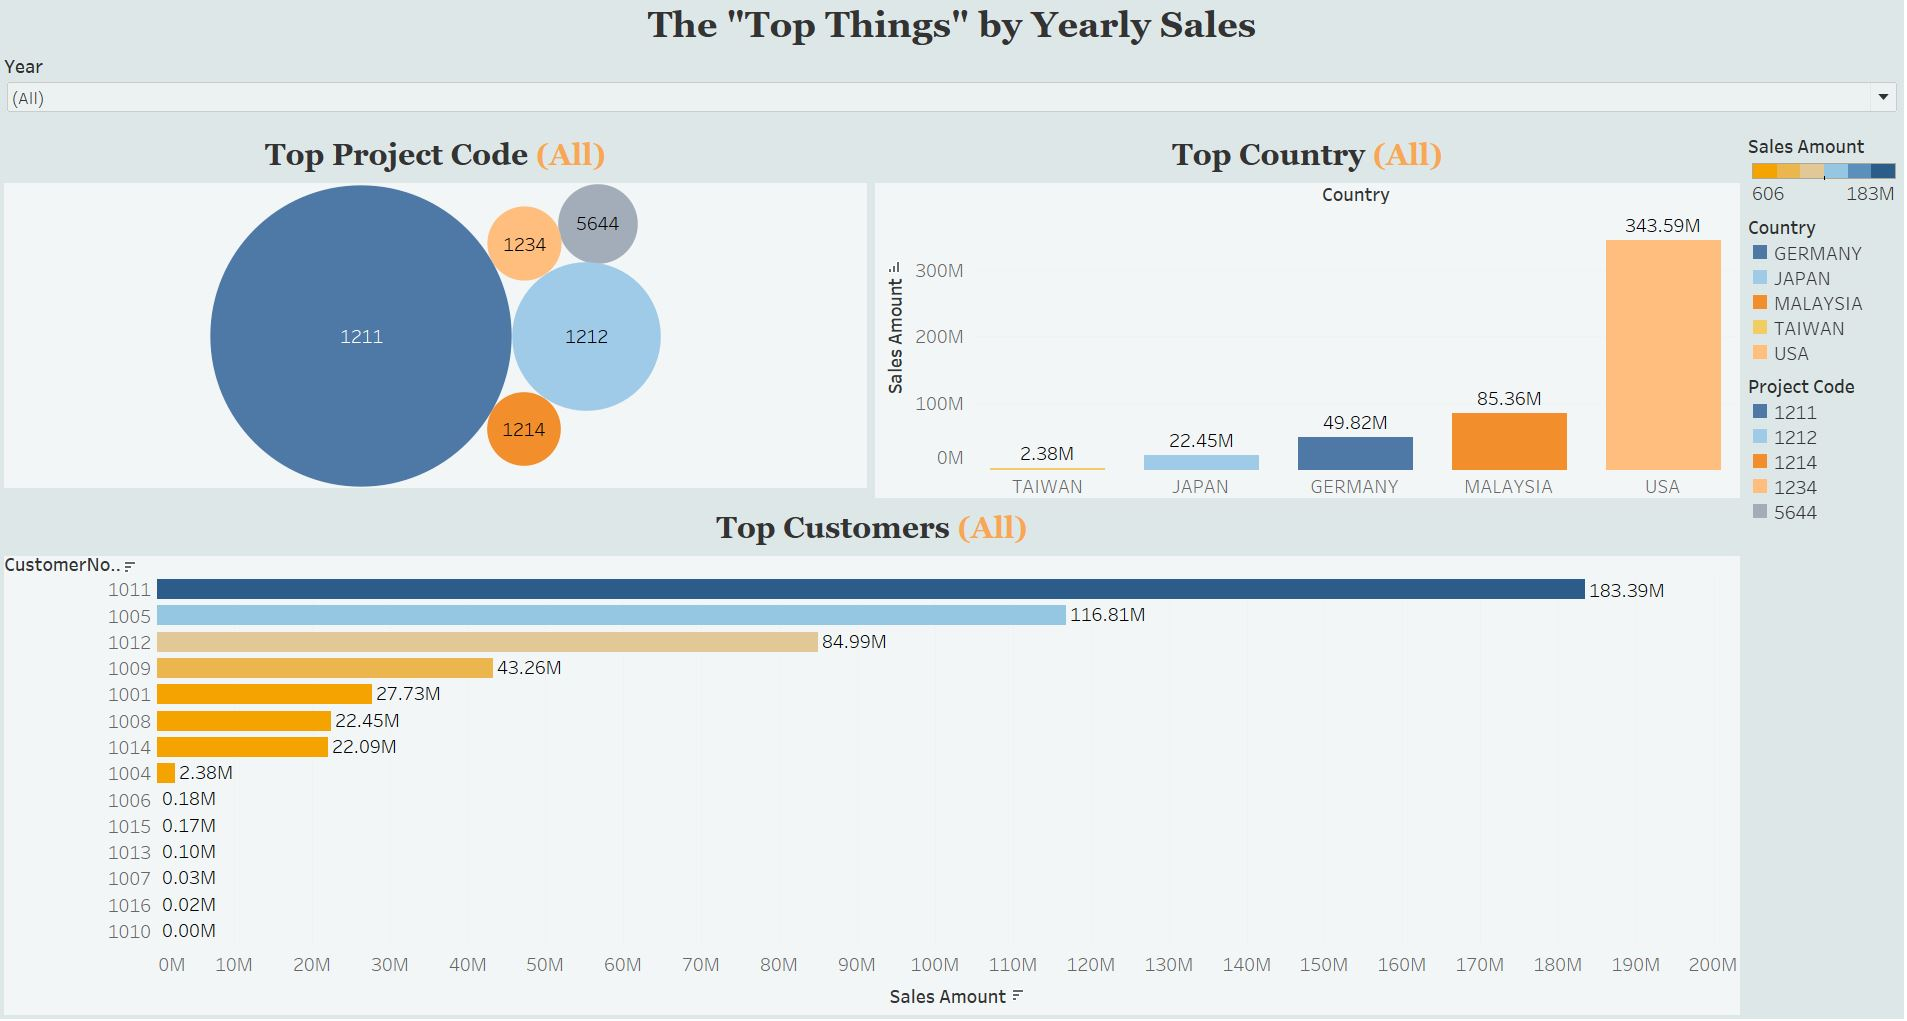 The "Top Things" by Yearly Sales
Year
(All)
Top Project Code (All)
5644
1234
1211
1212
1214
Top Country (All)
Country
Sales Amount
300M
200M
100M
0M
2.38M
22.45M
49.82M
85.36M
343.59M
TAIWAN
JAPAN
GERMANY
MALAYSIA
USA
Sales Amount
606 183M
Country
GERMANY
JAPAN
MALAYSIA
TAIWAN
USA
Project Code
1211
1212
1214
1234
5644
Top Customers (All)
CustomerNo..
1011 183.39M
1005 116.81M
1012 84.99M
1009 43.26M
1001 27.73M
1008 22.45M
1014 22.09M
1004 2.38M
1006 0.18M
1015 0.17M
1013 0.10M
1007 0.03M
1016 0.02M
1010 0.00M
0M 10M 20M 30M 40M 50M 60M 70M 80M 90M 100M 110M 120M 130M 140M 150M 160M 170M 180M 190M 200M
Sales Amount